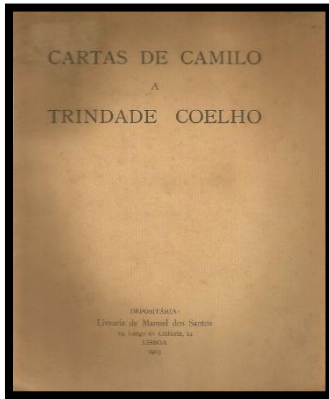 CARTAS DE CAMILO
A
TRINDADE COELHO
DEPOSITÁRIA:
Livraria de Manuel dos Santos
LISBOA